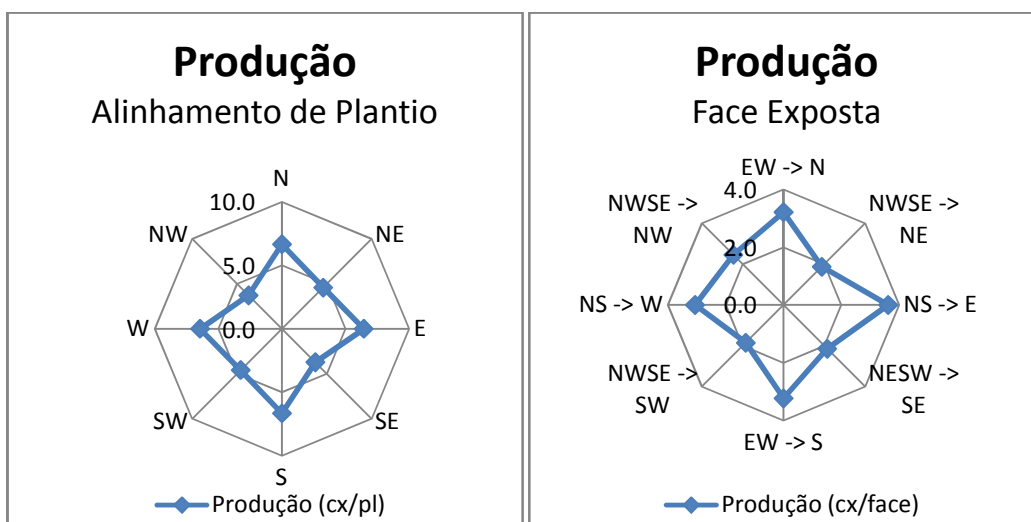 Produção
Alinhamento de Plantio
N
10.0
NW
NE
5.0
W
0.0
E
SW
SE
S
Produção (cx/pl)
Produção
Face Exposta
EW -> N
4.0
NWSE ->
NW
NWSE ->
NE
2.0
NS -> W
0.0
NS -> E
NWSE ->
SW
NESW ->
SE
EW -> S
Produção (cx/face)